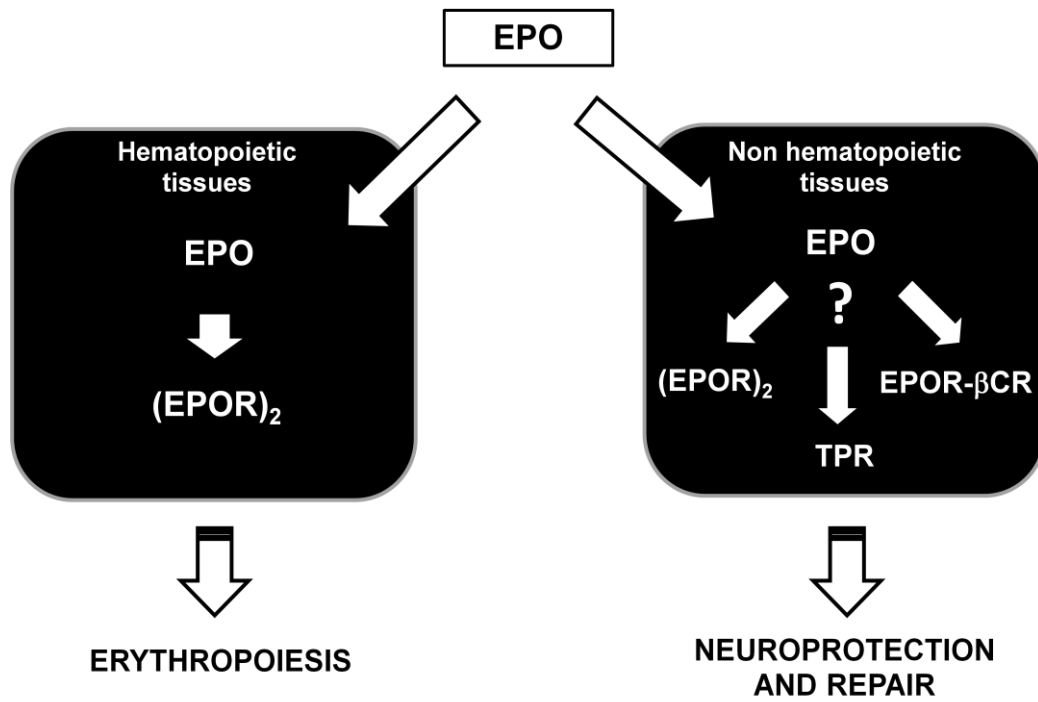 EPO
Hematopoietic
tissues
EPO
(EPOR)₂
ERYTHROPOIESIS
Non hematopoietic
tissues
EPO
?
(EPOR)₂
EPOR-βCR
TPR
NEUROPROTECTION
AND REPAIR